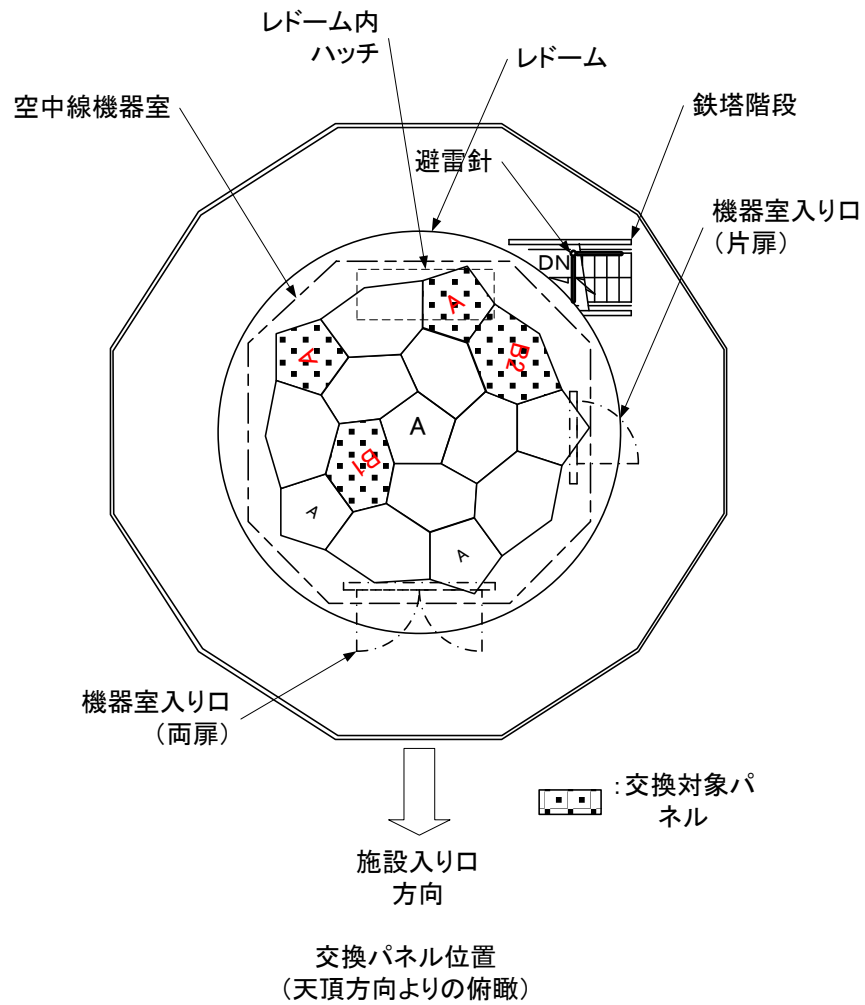 レドーム内
ハッチ
レドーム
空中線機器室
鉄塔階段
避雷針
機器室入り口
（片扉）
DN
A
B2
A
A
B1
A
A
機器室入り口
（両扉）
：交換対象パ
ネル
施設入り口
方向
交換パネル位置
（天頂方向よりの俯瞰）